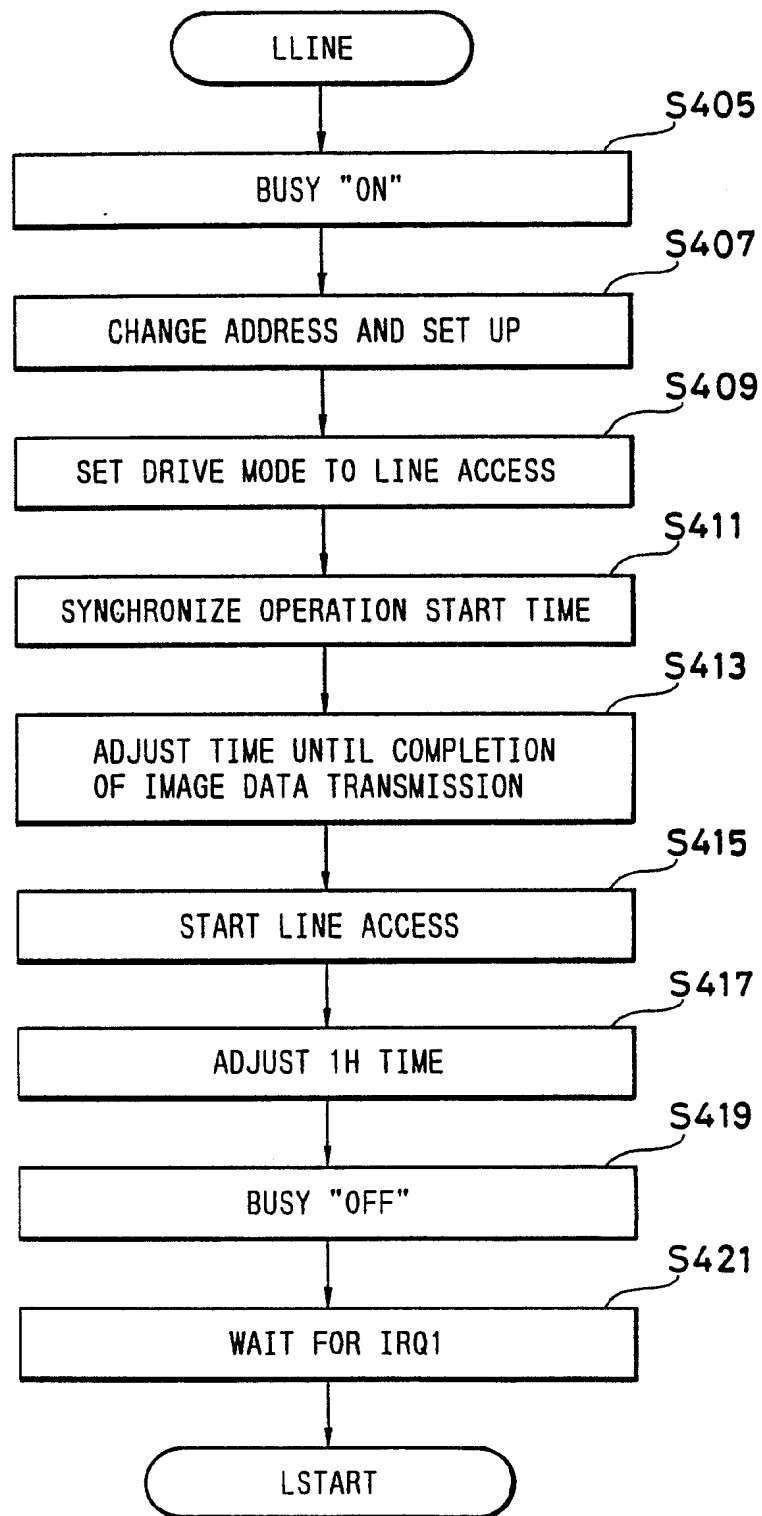 LLINE
S405
BUSY "ON"
S407
CHANGE ADDRESS AND SET UP
S409
SET DRIVE MODE TO LINE ACCESS
S411
SYNCHRONIZE OPERATION START TIME
S413
ADJUST TIME UNTIL COMPLETION
OF IMAGE DATA TRANSMISSION
S415
START LINE ACCESS
S417
ADJUST 1H TIME
S419
BUSY "OFF"
S421
WAIT FOR IRQ1
LSTART